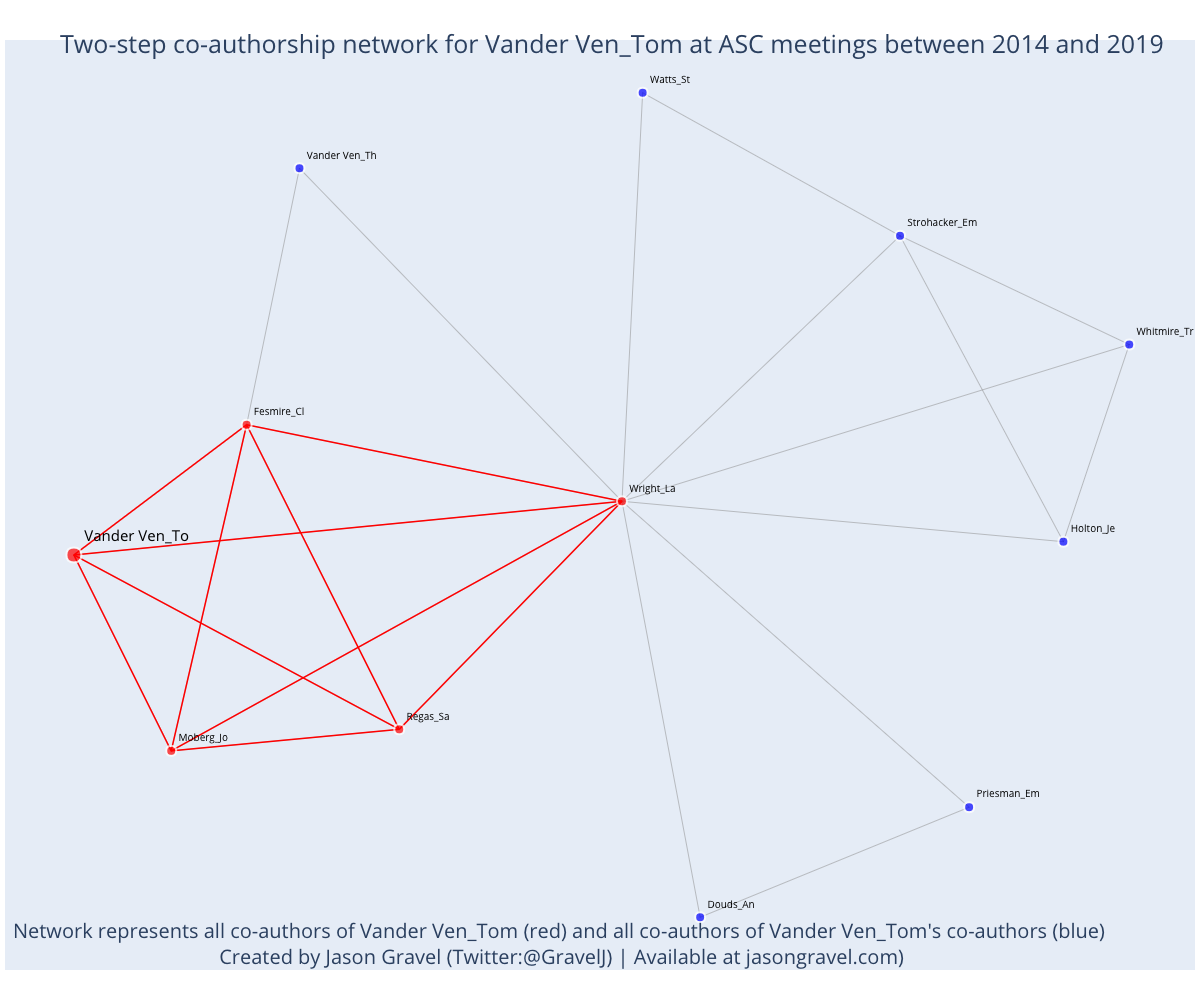 Two-step co-authorship network for Vander Ven_Tom at ASC meetings between 2014 and 2019
Watts_St
Vander Ven_Th
Strohacker_Em
Whitmire_Tr
Fesmire_Cl
Wright_La
Holton_Je
Vander Ven_To
Regas_Sa
Moberg_Jo
Priesman_Em
Douds_An
Network represents all co-authors of Vander Ven_Tom (red) and all co-authors of Vander Ven_Tom's co-authors (blue)
Created by Jason Gravel (Twitter:@GravelJ) | Available at jasongravel.com)